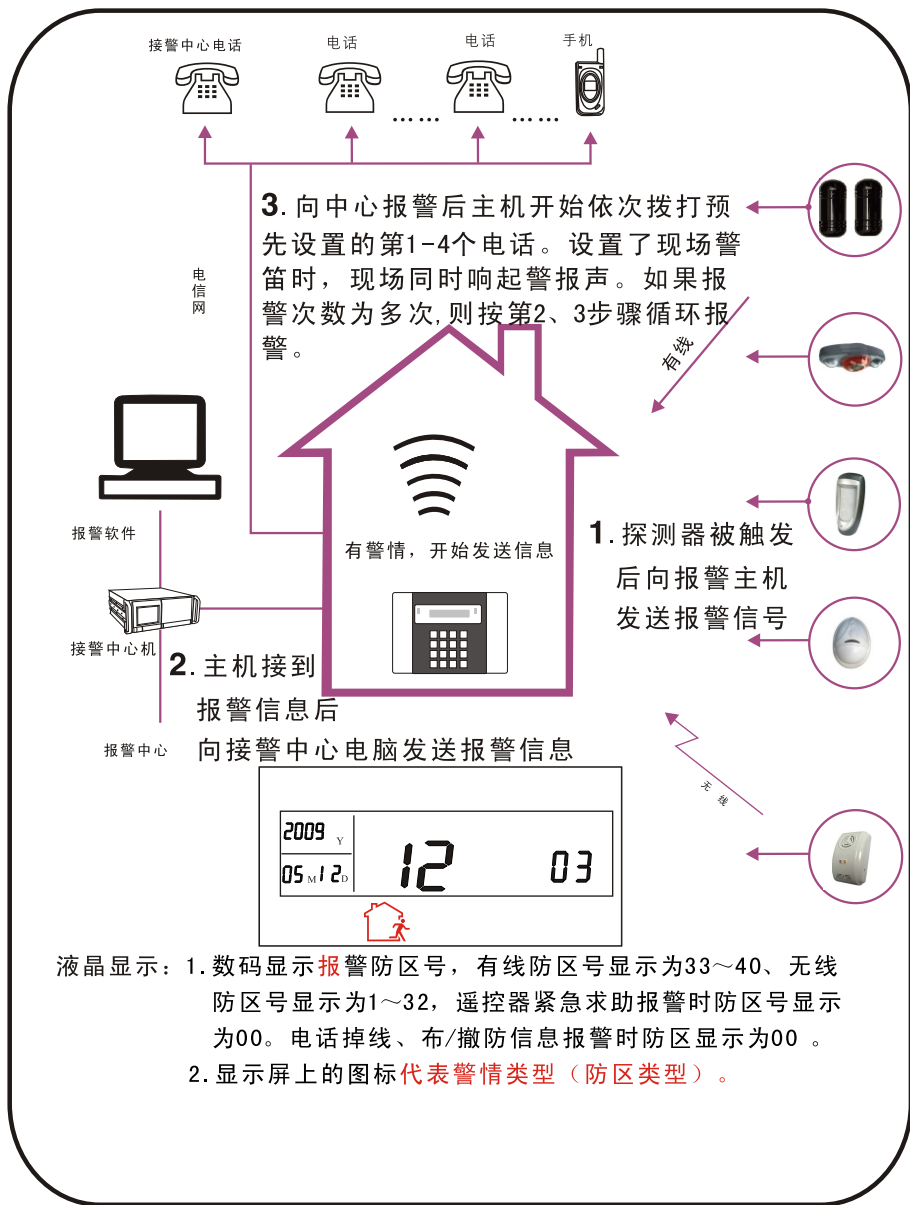 接警中心电话
电话
电话
手机
……
……
3. 向中心报警后主机开始依次拨打预
先设置的第1-4个电话。设置了现场警
笛时，现场同时响起警报声。如果报
警次数为多次,则按第2、3步骤循环报
警。
电信网
有线
报警软件
有警情，开始发送信息
1. 探测器被触发
后向报警主机
发送报警信号
接警中心机
2. 主机接到
报警信息后
向接警中心电脑发送报警信息
报警中心
无线
2009 Y
05 M 12 D
12
03
液晶显示：1.数码显示报警防区号，有线防区号显示为33～40、无线
防区号显示为1～32，遥控器紧急求助报警时防区号显示
为00。电话掉线、布/撤防信息报警时防区显示为00 。
2.显示屏上的图标代表警情类型（防区类型）。